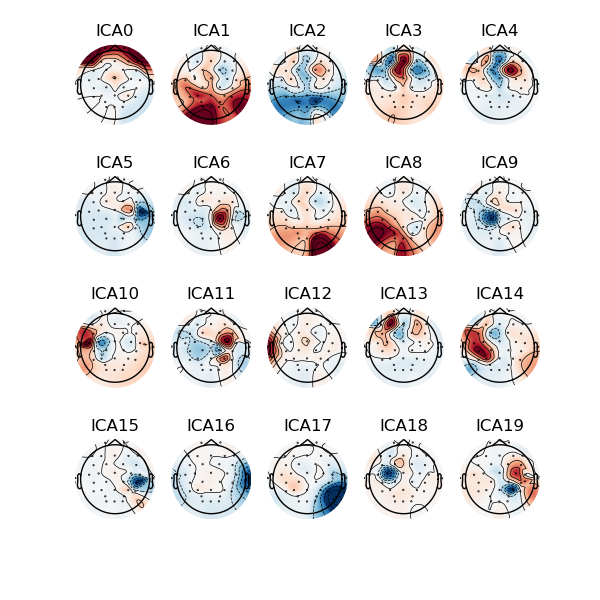 ICA0 ICA1 ICA2 ICA3 ICA4
ICA5 ICA6 ICA7 ICA8 ICA9
ICA10 ICA11 ICA12 ICA13 ICA14
ICA15 ICA16 ICA17 ICA18 ICA19